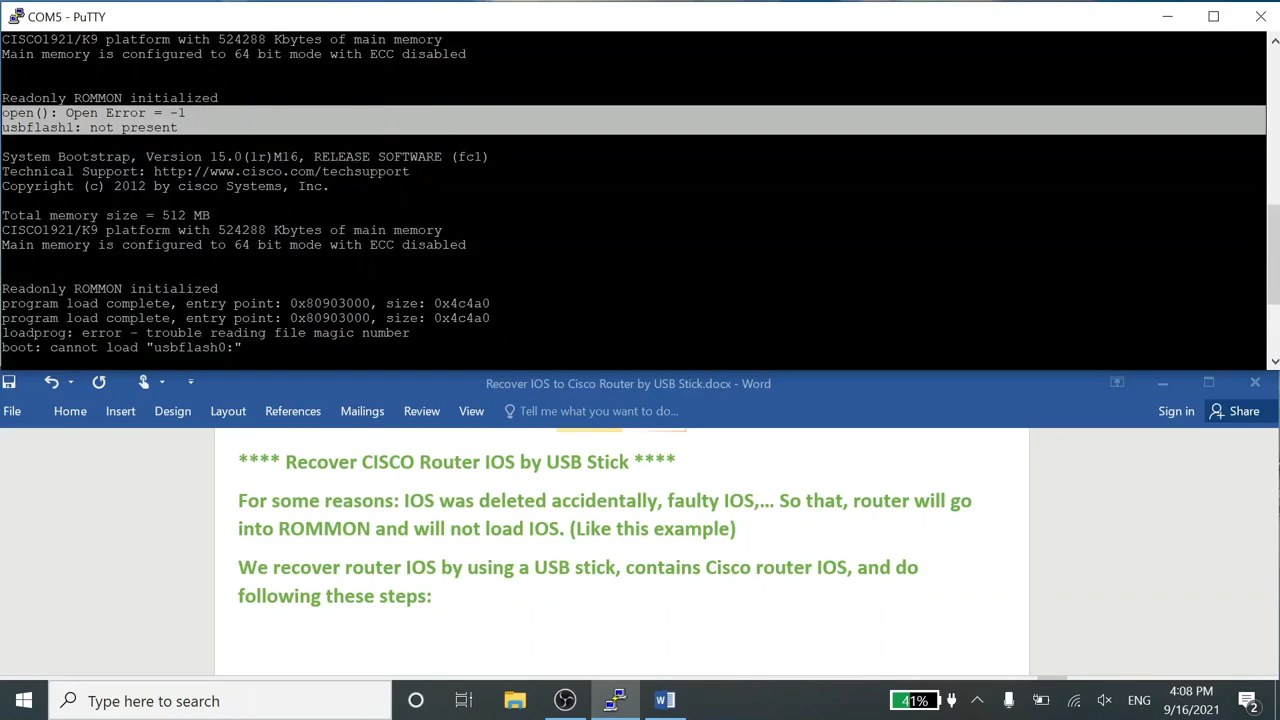 COM5 - PuTTY
CISCO1921/K9 platform with 524288 Kbytes of main memory
Main memory is configured to 64 bit mode with ECC disabled
Readonly ROMMON initialized
open(): Open Error = -1
usbflash1: not present
System Bootstrap, Version 15.0(1r)M16, RELEASE SOFTWARE (fc1)
Technical Support: http://www.cisco.com/techsupport
Copyright (c) 2012 by cisco Systems, Inc.
Total memory size = 512 MB
CISCO1921/K9 platform with 524288 Kbytes of main memory
Main memory is configured to 64 bit mode with ECC disabled
Readonly ROMMON initialized
program load complete, entry point: 0x80903000, size: 0x4c4a0
program load complete, entry point: 0x80903000, size: 0x4c4a0
loadprog: error - trouble reading file magic number
boot: cannot load "usbflash0:"
Recover IOS to Cisco Router by USB Stick.docx - Word
File Home Insert Design Layout References Mailings Review View Tell me what you want to do... Sign in Share
**** Recover CISCO Router IOS by USB Stick ****
For some reasons: IOS was deleted accidentally, faulty IOS,... So that, router will go
into ROMMON and will not load IOS. (Like this example)
We recover router IOS by using a USB stick, contains Cisco router IOS, and do
following these steps:
Type here to search
41%
ENG
4:08 PM
9/16/2021
2